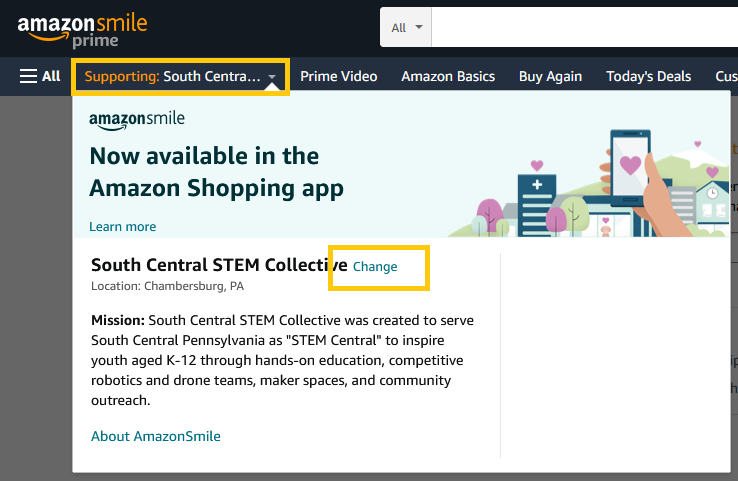 amazonsmile
prime
All
All
Supporting: South Centra...
Prime Video
Amazon Basics
Buy Again
Today's Deals
Cus
amazonsmile
Now available in the
Amazon Shopping app
Learn more
South Central STEM Collective Change
Location: Chambersburg, PA
Mission: South Central STEM Collective was created to serve
South Central Pennsylvania as "STEM Central" to inspire
youth aged K-12 through hands-on education, competitive
robotics and drone teams, maker spaces, and community
outreach.
About AmazonSmile